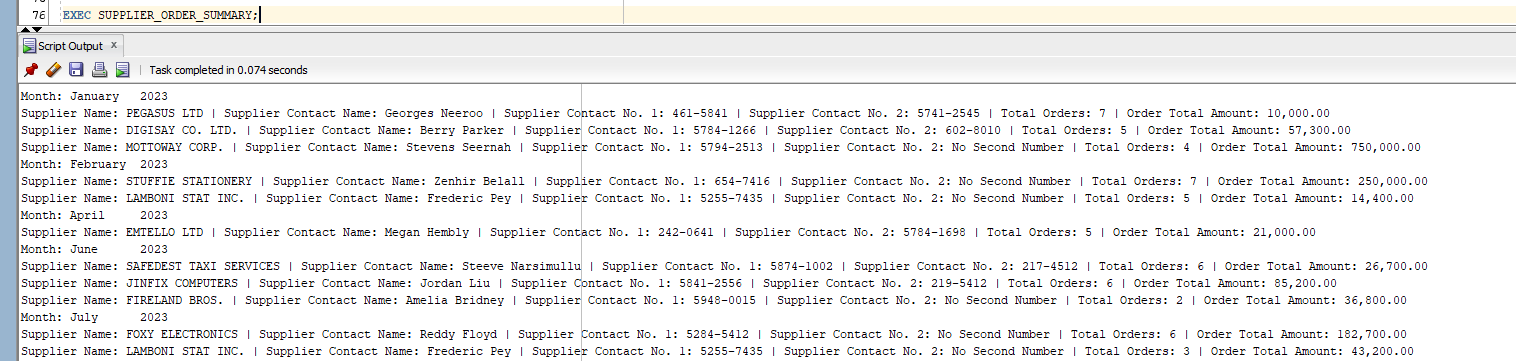 76 EXEC SUPPLIER_ORDER_SUMMARY;
Script Output x
Task completed in 0.074 seconds
Month: January   2023
Supplier Name: PEGASUS LTD | Supplier Contact Name: Georges Neeroo | Supplier Contact No. 1: 461-5841 | Supplier Contact No. 2: 5741-2545 | Total Orders: 7 | Order Total Amount: 10,000.00
Supplier Name: DIGISAY CO. LTD. | Supplier Contact Name: Berry Parker | Supplier Contact No. 1: 5784-1266 | Supplier Contact No. 2: 602-8010 | Total Orders: 5 | Order Total Amount: 57,300.00
Supplier Name: MOTTOWAY CORP. | Supplier Contact Name: Stevens Seernah | Supplier Contact No. 1: 5794-2513 | Supplier Contact No. 2: No Second Number | Total Orders: 4 | Order Total Amount: 750,000.00
Month: February  2023
Supplier Name: STUFFIE STATIONERY | Supplier Contact Name: Zenhir Belall | Supplier Contact No. 1: 654-7416 | Supplier Contact No. 2: No Second Number | Total Orders: 7 | Order Total Amount: 250,000.00
Supplier Name: LAMBONI STAT INC. | Supplier Contact Name: Frederic Pey | Supplier Contact No. 1: 5255-7435 | Supplier Contact No. 2: No Second Number | Total Orders: 5 | Order Total Amount: 14,400.00
Month: April     2023
Supplier Name: EMTELLO LTD | Supplier Contact Name: Megan Hembly | Supplier Contact No. 1: 242-0641 | Supplier Contact No. 2: 5784-1698 | Total Orders: 5 | Order Total Amount: 21,000.00
Month: June      2023
Supplier Name: SAFEDEST TAXI SERVICES | Supplier Contact Name: Steeve Narsimullu | Supplier Contact No. 1: 5874-1002 | Supplier Contact No. 2: 217-4512 | Total Orders: 6 | Order Total Amount: 26,700.00
Supplier Name: JINFIX COMPUTERS | Supplier Contact Name: Jordan Liu | Supplier Contact No. 1: 5841-2556 | Supplier Contact No. 2: 219-5412 | Total Orders: 6 | Order Total Amount: 85,200.00
Supplier Name: FIRELAND BROS. | Supplier Contact Name: Amelia Bridney | Supplier Contact No. 1: 5948-0015 | Supplier Contact No. 2: No Second Number | Total Orders: 2 | Order Total Amount: 36,800.00
Month: July      2023
Supplier Name: FOXY ELECTRONICS | Supplier Contact Name: Reddy Floyd | Supplier Contact No. 1: 5284-5412 | Supplier Contact No. 2: No Second Number | Total Orders: 6 | Order Total Amount: 182,700.00
Supplier Name: LAMBONI STAT INC. | Supplier Contact Name: Frederic Pey | Supplier Contact No. 1: 5255-7435 | Supplier Contact No. 2: No Second Number | Total Orders: 3 | Order Total Amount: 43,200.00